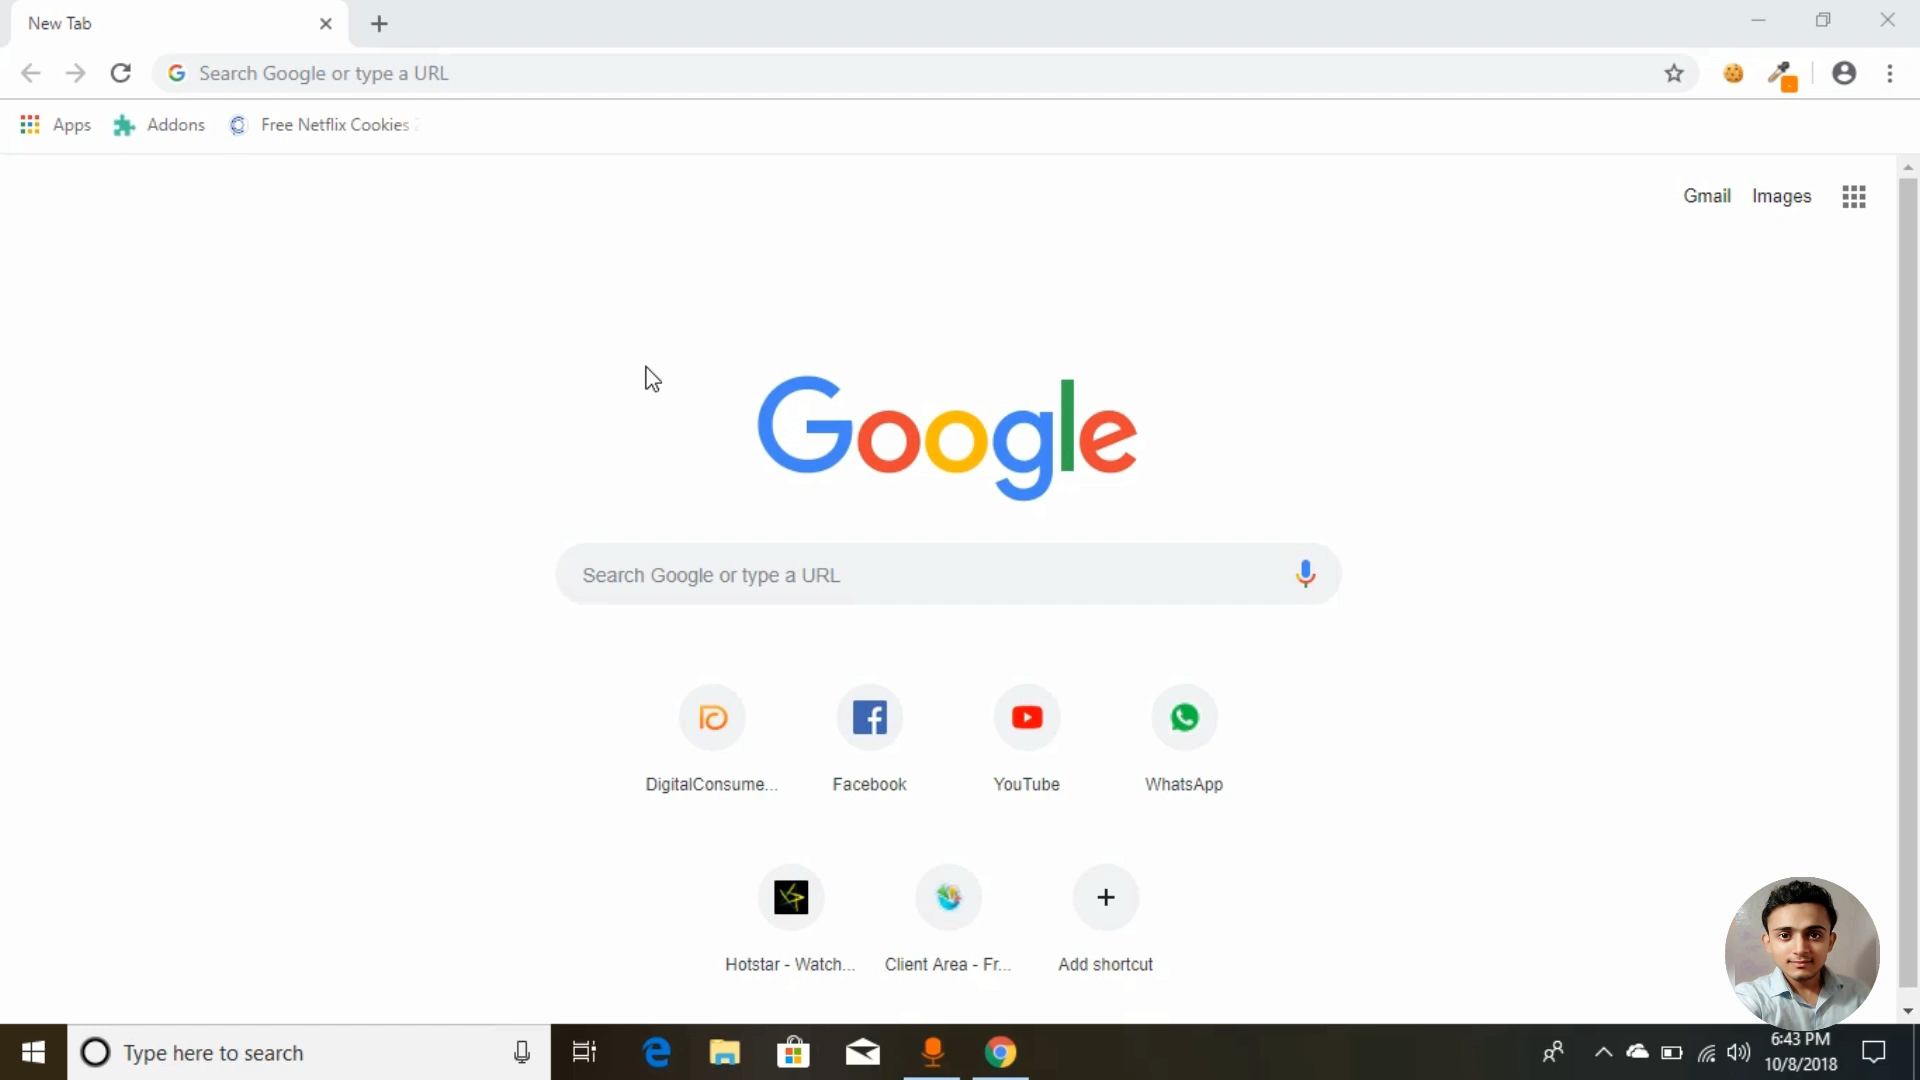 New Tab
Search Google or type a URL
Apps
Addons
Free Netflix Cookies
Gmail
Images
Google
Search Google or type a URL
DigitalConsume...
Facebook
YouTube
WhatsApp
Hotstar - Watch...
Client Area - Fr...
Add shortcut
Type here to search
6:43 PM
10/8/2018